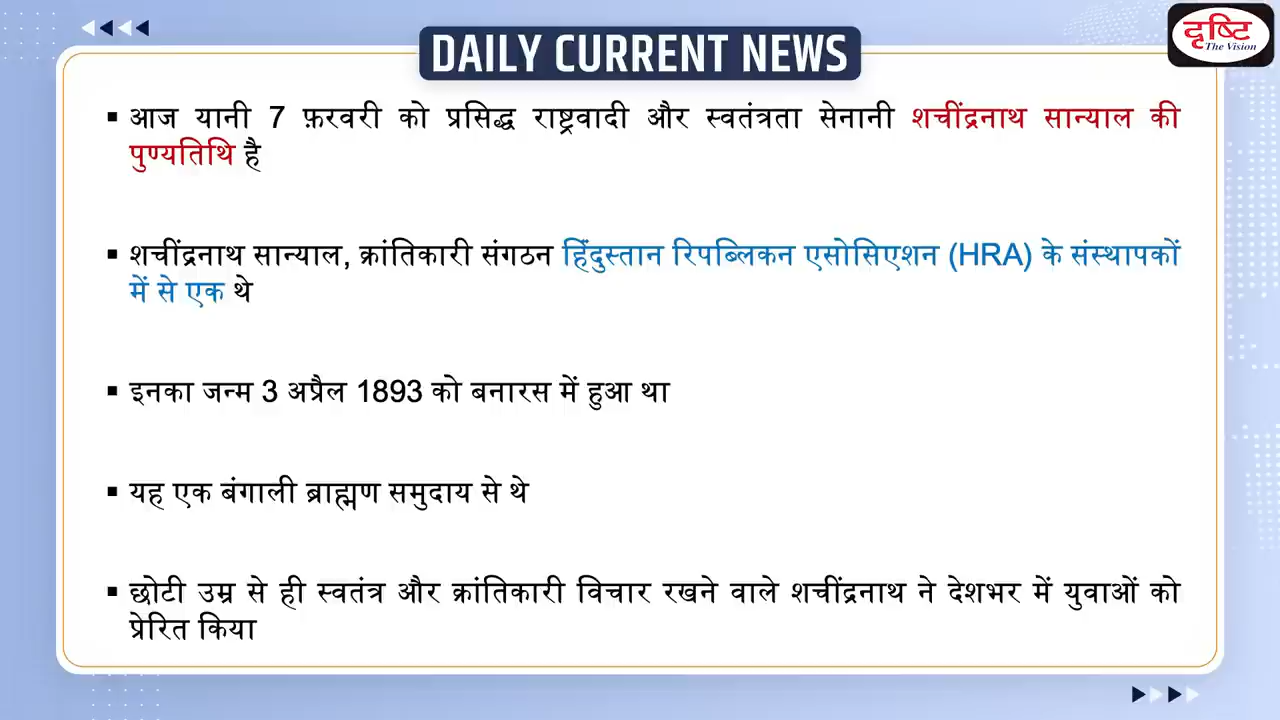 DAILY CURRENT NEWS
दृष्टि
The Vision
▪ आज यानी 7 फ़रवरी को प्रसिद्ध राष्ट्रवादी और स्वतंत्रता सेनानी शचींद्रनाथ सान्याल की
पुण्यतिथि है
▪ शचींद्रनाथ सान्याल, क्रांतिकारी संगठन हिंदुस्तान रिपब्लिकन एसोसिएशन (HRA) के संस्थापकों
में से एक थे
▪ इनका जन्म 3 अप्रैल 1893 को बनारस में हुआ था
▪ यह एक बंगाली ब्राह्मण समुदाय से थे
▪ छोटी उम्र से ही स्वतंत्र और क्रांतिकारी विचार रखने वाले शचींद्रनाथ ने देशभर में युवाओं को
प्रेरित किया